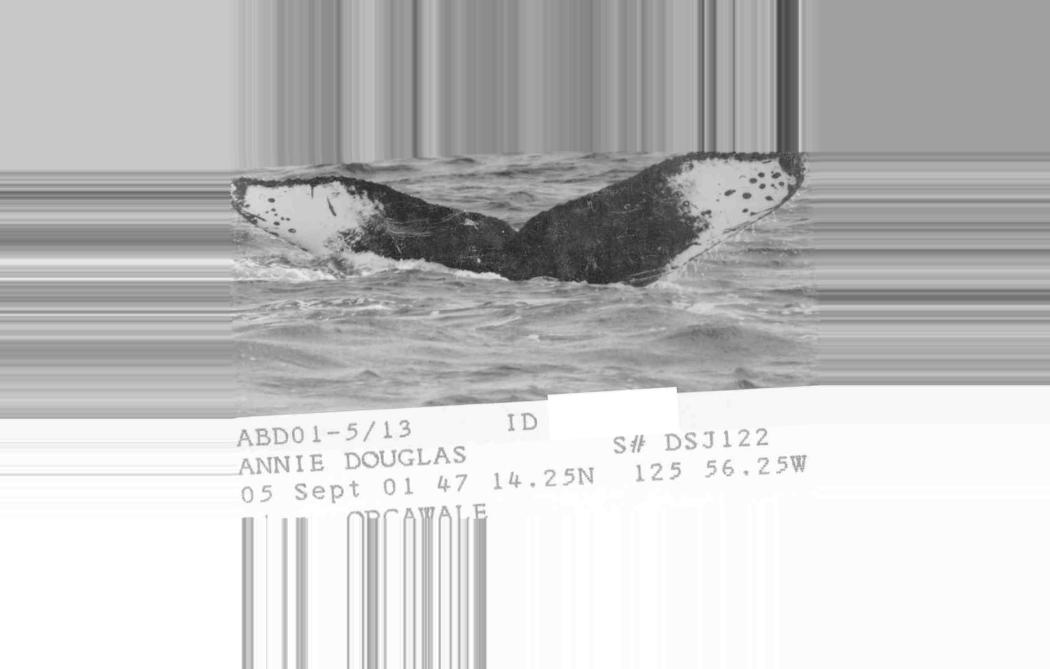 ABD01-5/13 ID
ANNIE DOUGLAS S# DSJ122
05 Sept 01 47 14.25N 125 56.25W
ORCAWALE